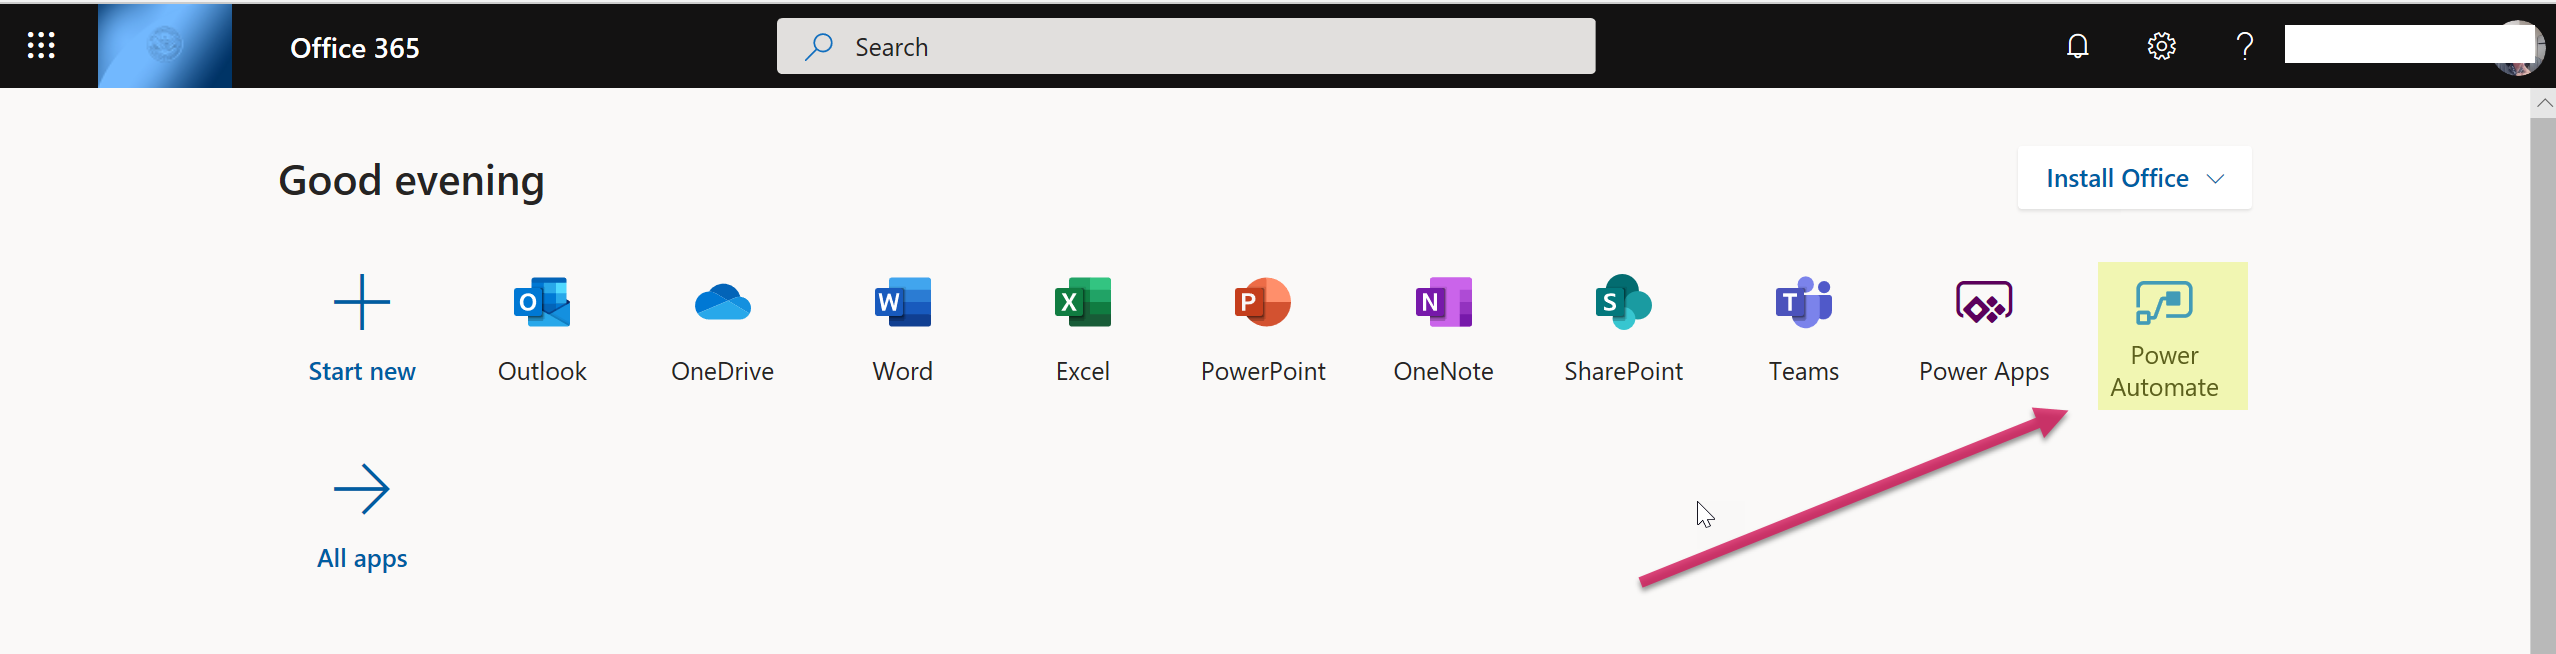 Office 365
Search
Good evening
Install Office
Start new
Outlook
OneDrive
Word
Excel
PowerPoint
OneNote
SharePoint
Teams
Power Apps
Power
Automate
All apps